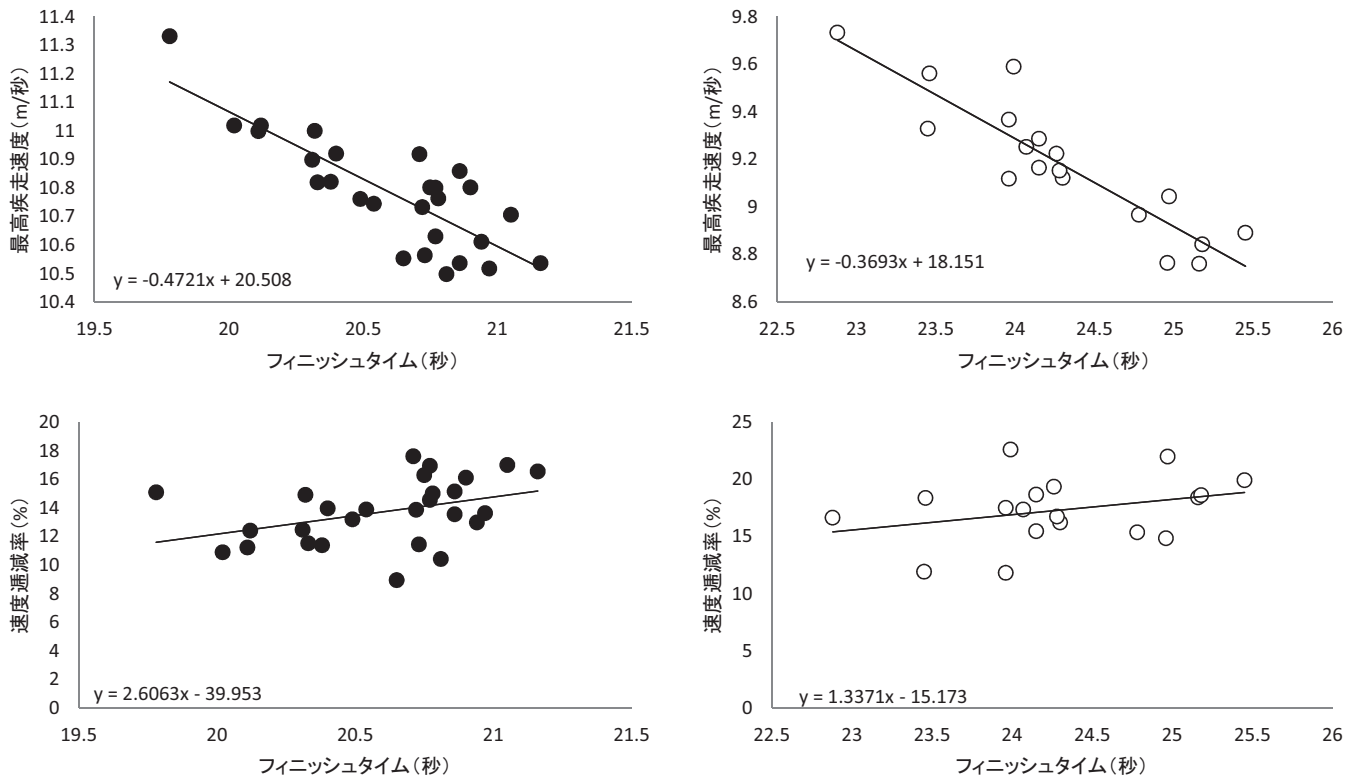 最高疾走速度(m/秒)
11.4
11.3
11.2
11.1
11.0
10.9
10.8
10.7
10.6
10.5
10.4
y = -0.4721x + 20.508
19.5 20 20.5 21 21.5
フィニッシュタイム(秒)
最高疾走速度(m/秒)
9.8
9.6
9.4
9.2
9
8.8
8.6
y = -0.3693x + 18.151
22.5 23 23.5 24 24.5 25 25.5 26
フィニッシュタイム(秒)
速度逓減率(%)
20
18
16
14
12
10
8
6
4
2
0
y = 2.6063x - 39.953
19.5 20 20.5 21 21.5
フィニッシュタイム(秒)
速度逓減率(%)
25
20
15
10
5
0
y = 1.3371x - 15.173
22.5 23 23.5 24 24.5 25 25.5 26
フィニッシュタイム(秒)